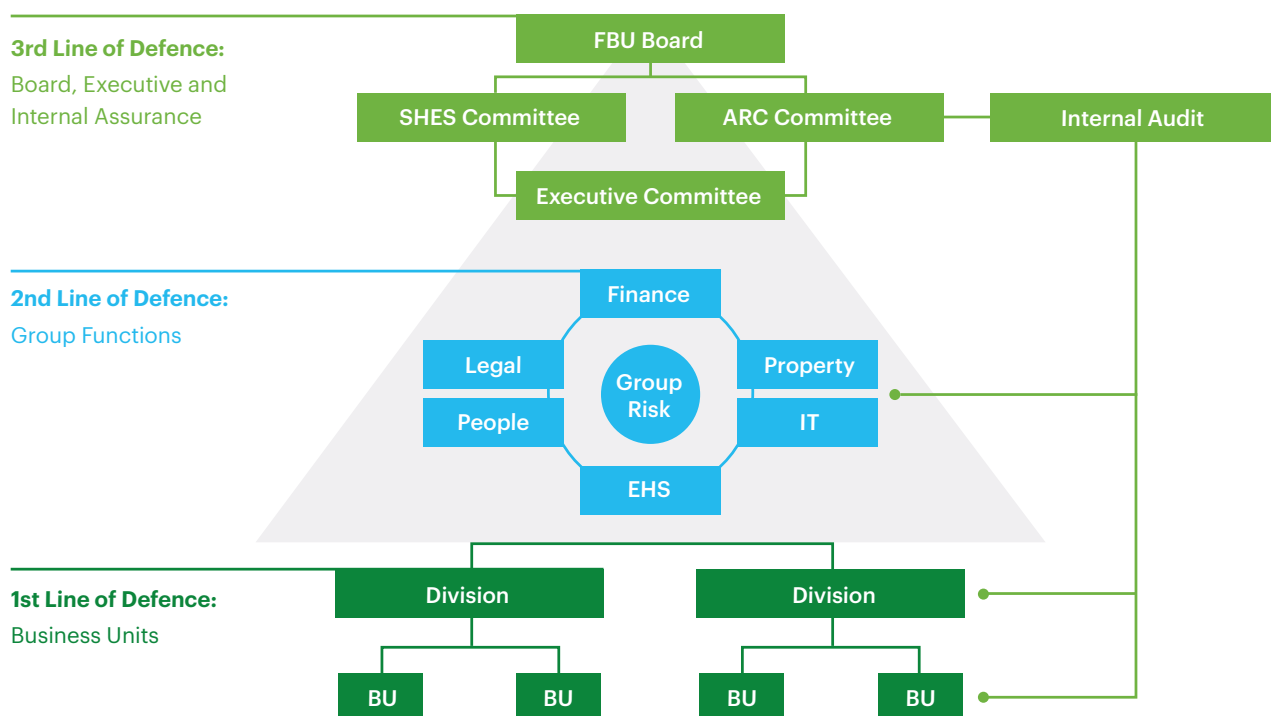 3rd Line of Defence:
Board, Executive and
Internal Assurance
FBU Board
SHES Committee
ARC Committee
Internal Audit
Executive Committee
2nd Line of Defence:
Group Functions
Finance
Legal
Property
Group
Risk
People
IT
EHS
1st Line of Defence:
Business Units
Division
Division
BU
BU
BU
BU